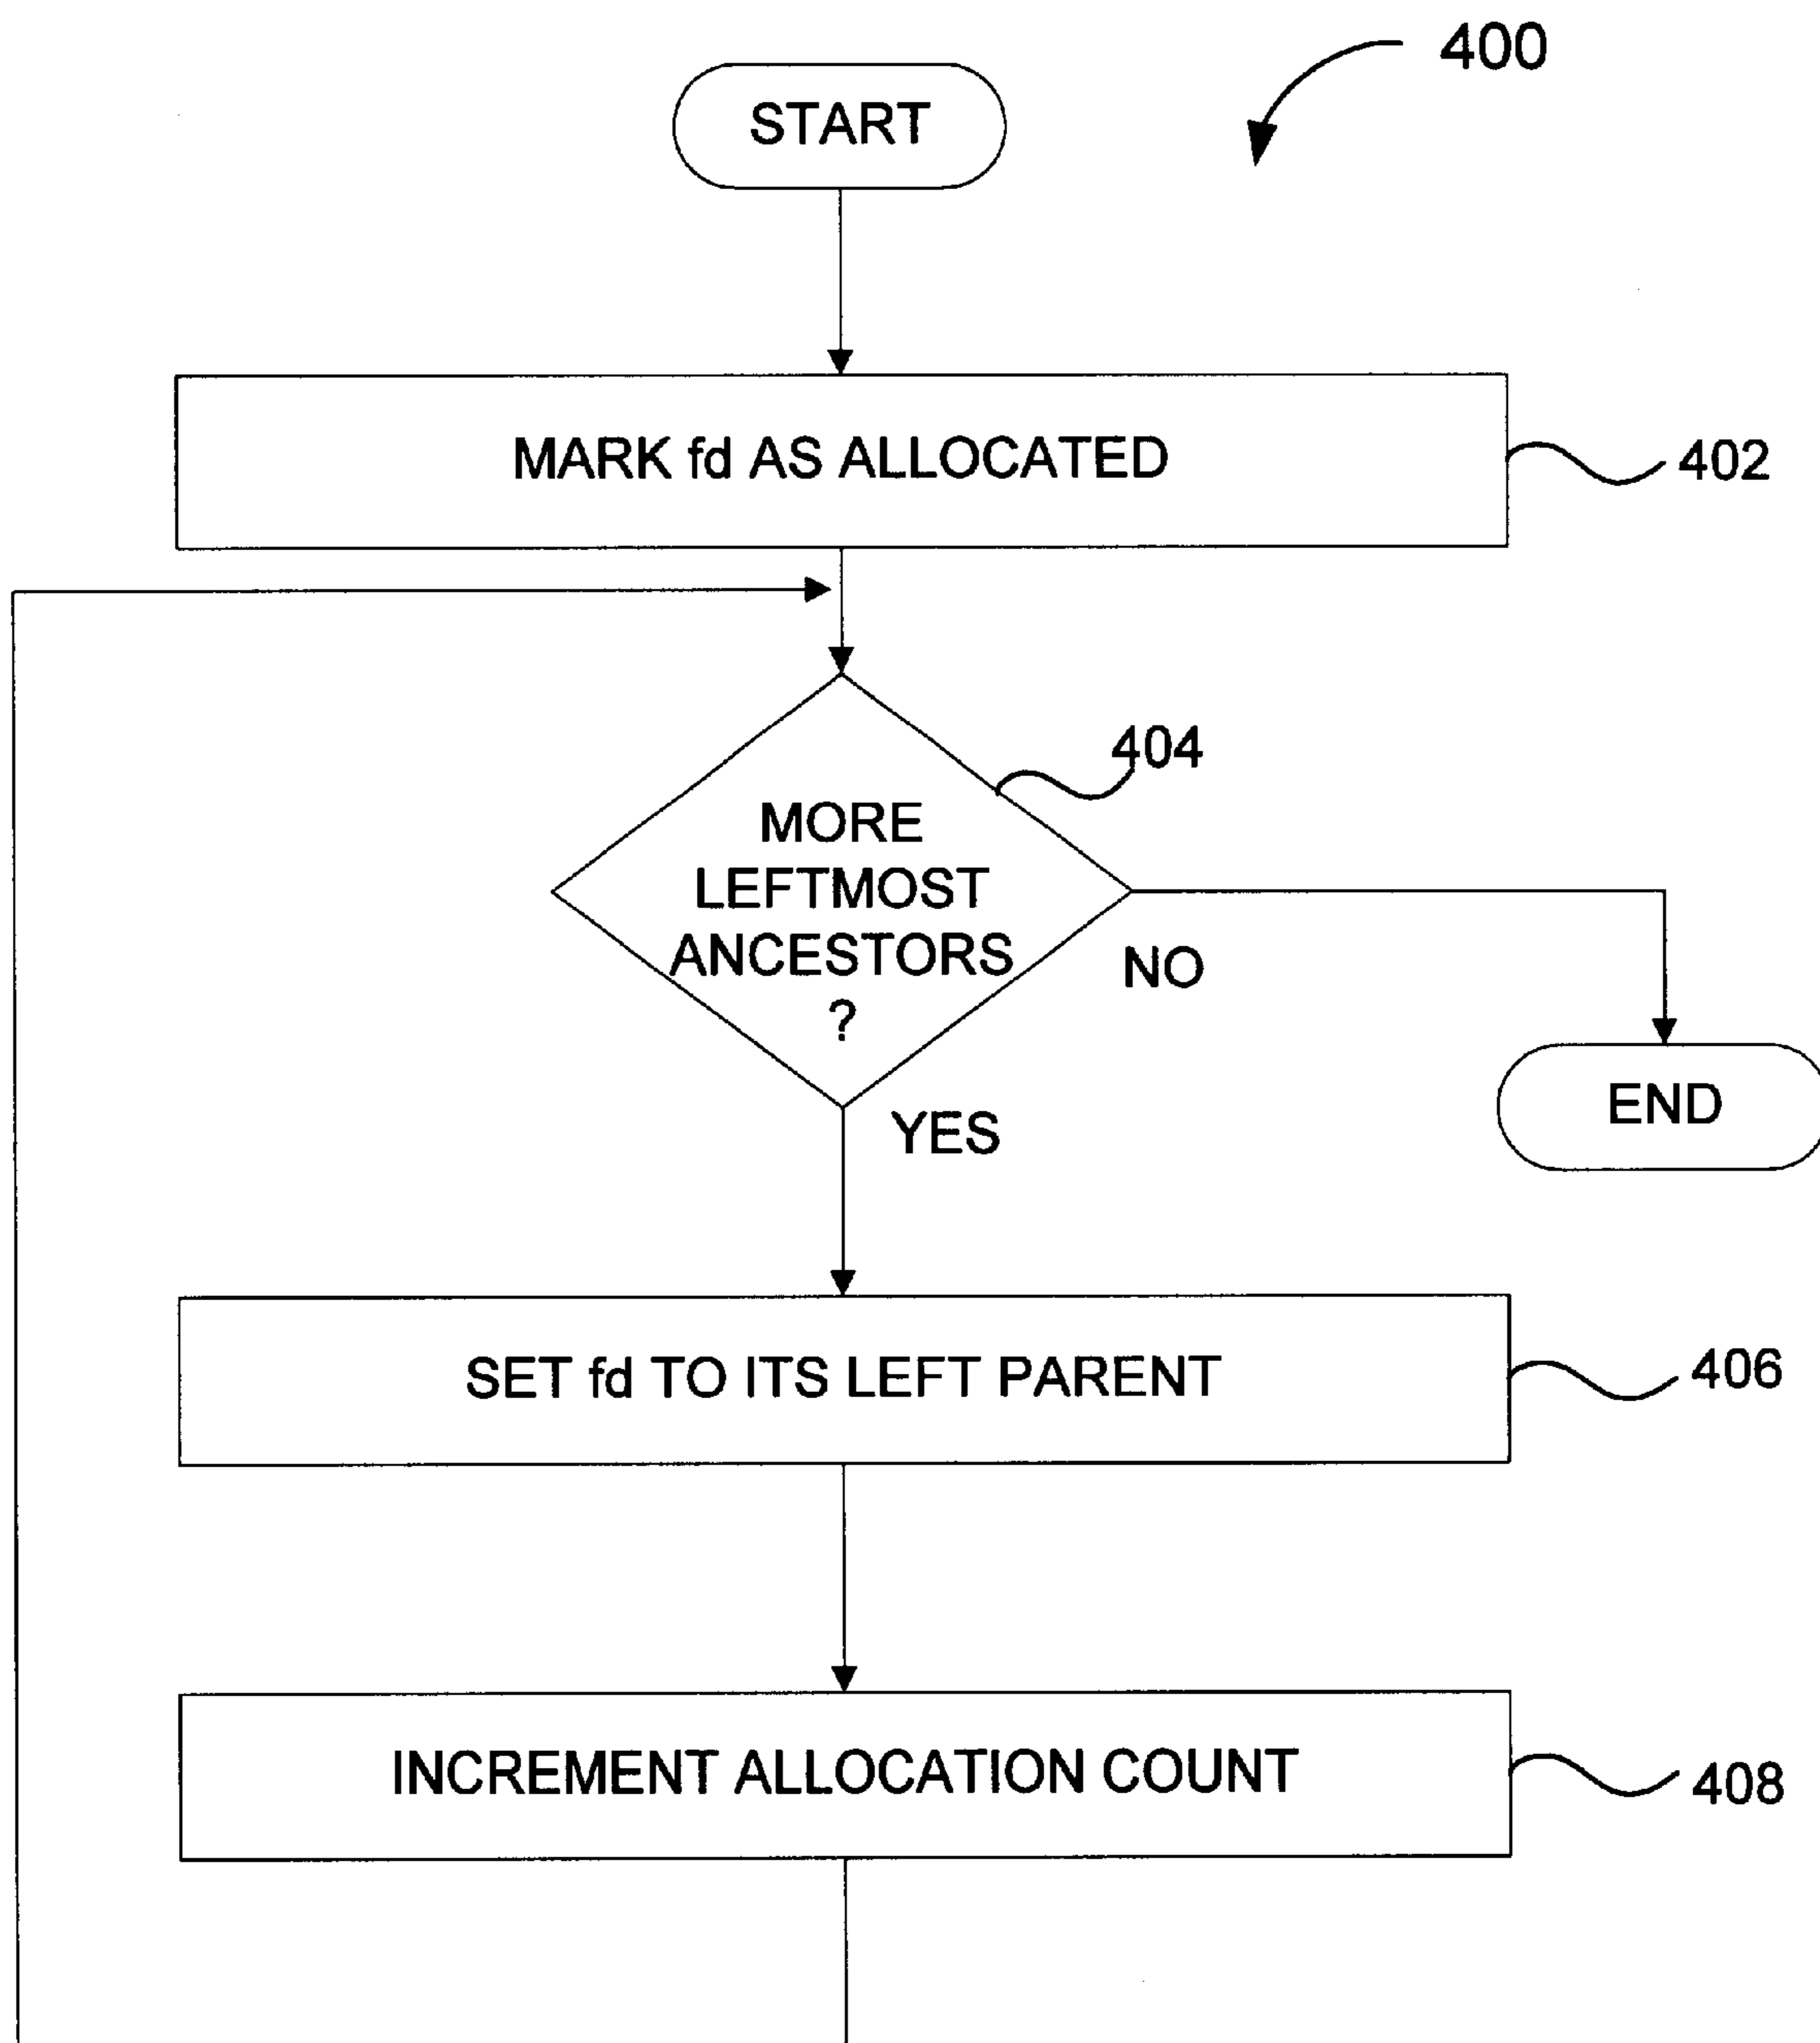 400
START
MARK fd AS ALLOCATED
402
404
MORE
LEFTMOST
ANCESTORS
?
NO
END
YES
SET fd TO ITS LEFT PARENT
406
INCREMENT ALLOCATION COUNT
408